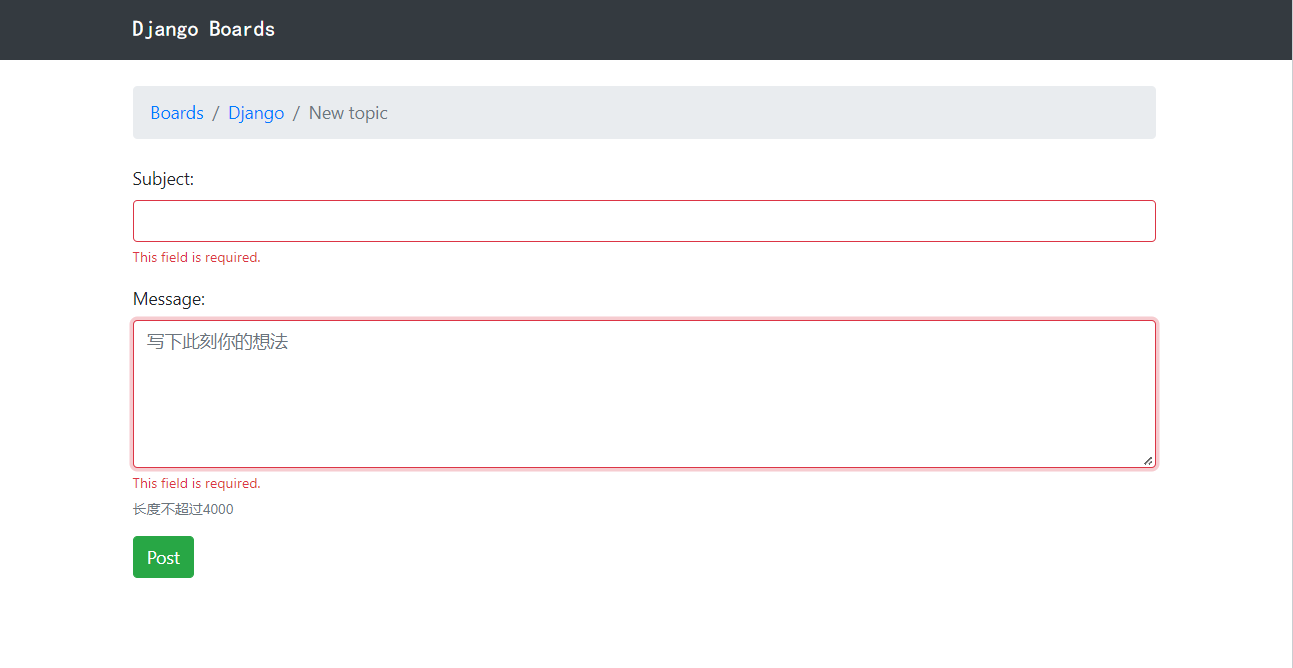 Django Boards
Boards / Django / New topic
Subject:
This field is required.
Message:
写下此刻你的想法
This field is required.
长度不超过4000
Post